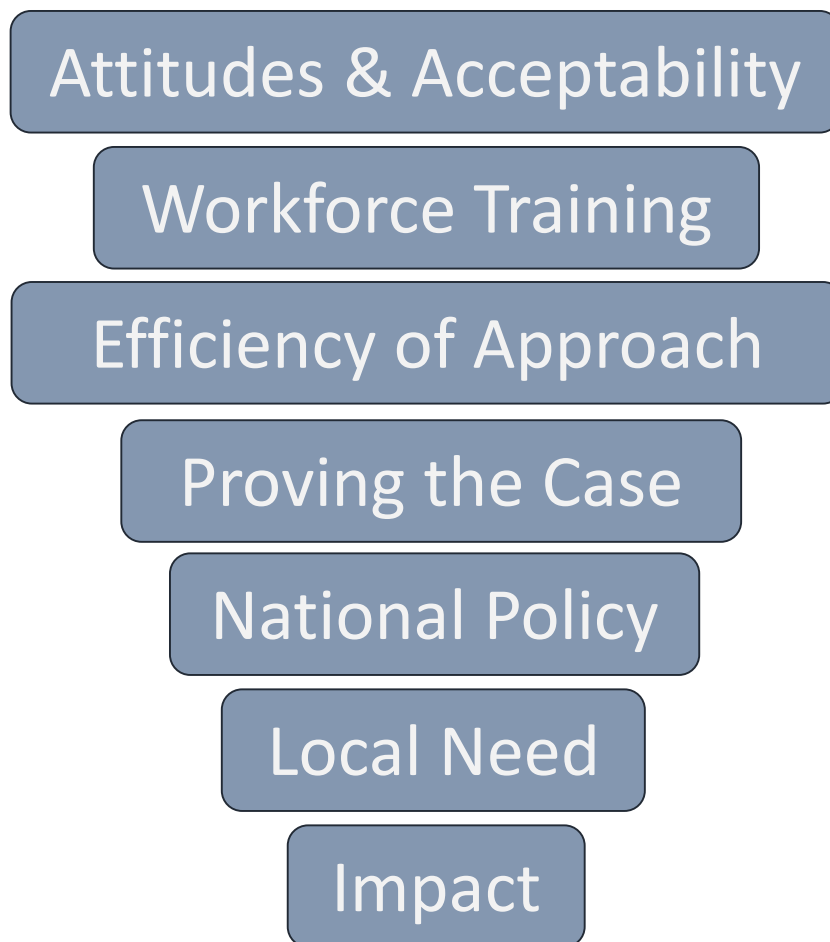 Attitudes & Acceptability
Workforce Training
Efficiency of Approach
Proving the Case
National Policy
Local Need
Impact